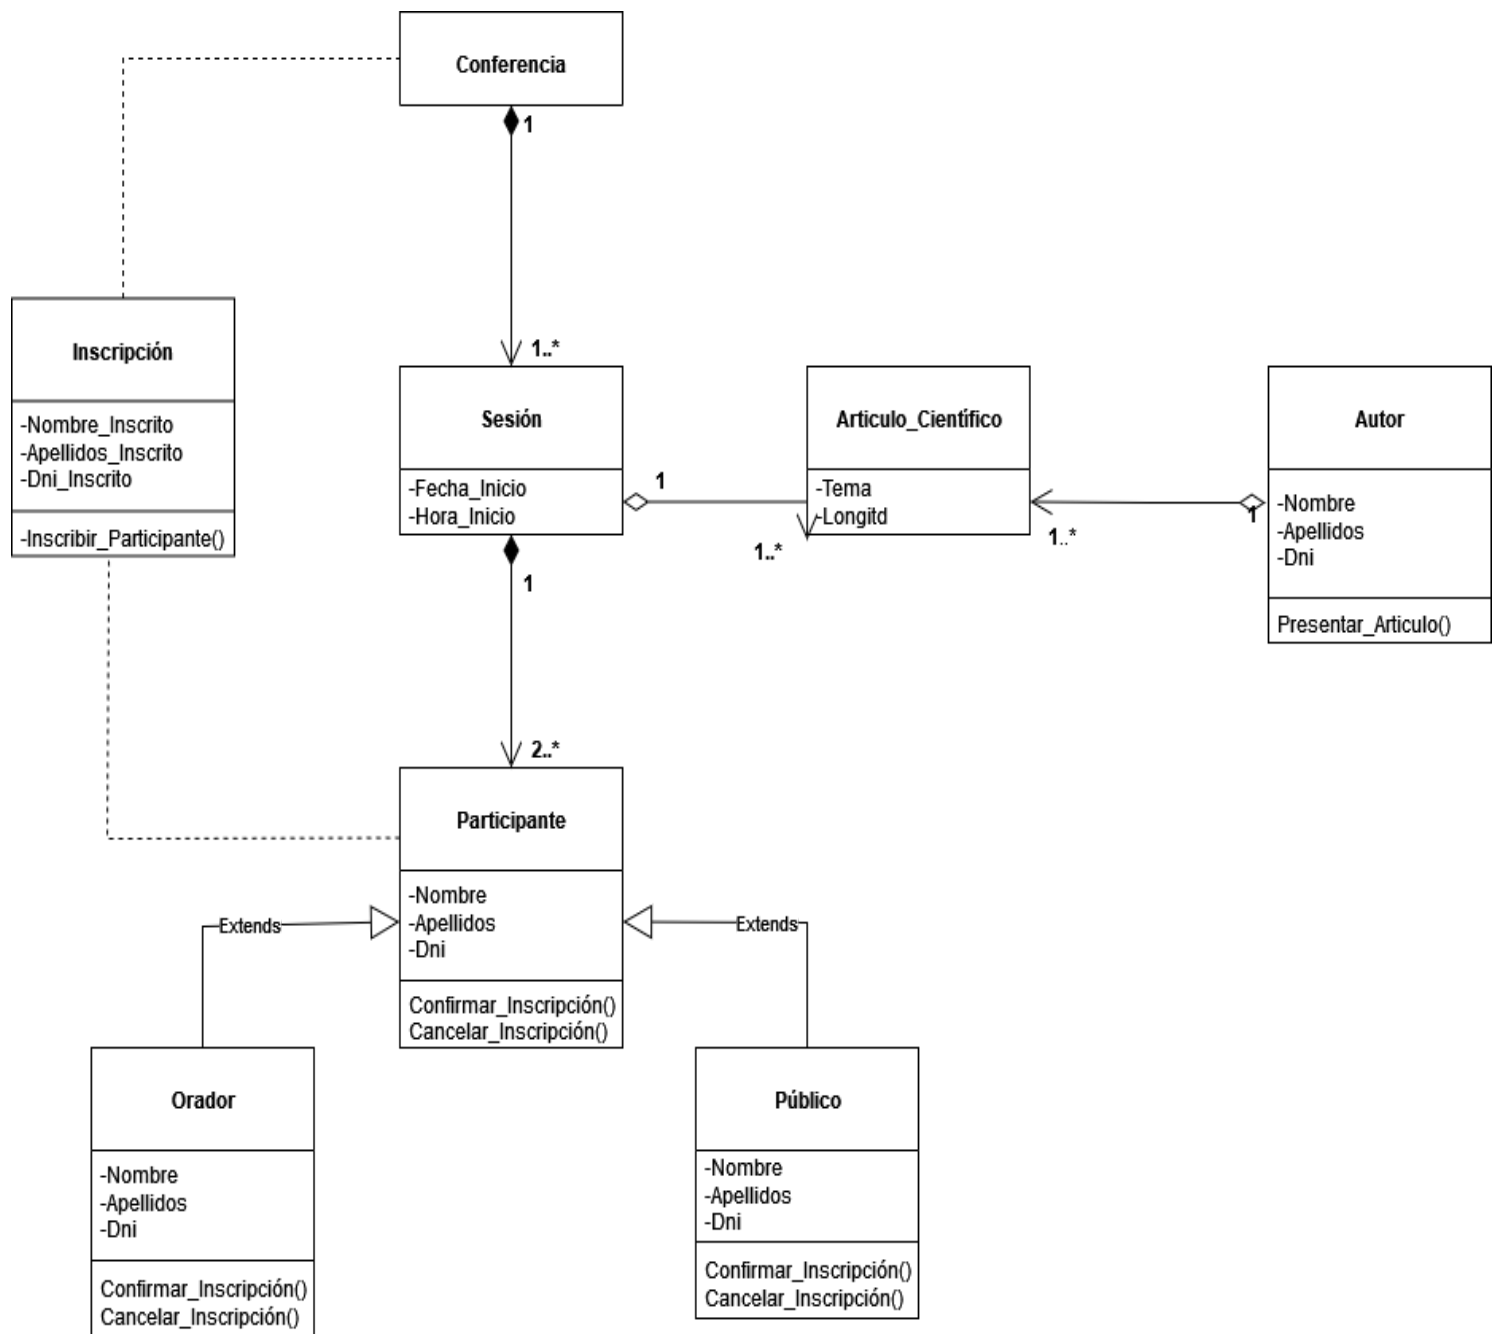 Conferencia
1
1..*
Inscripción
-Nombre_Inscrito
-Apellidos_Inscrito
-Dni_Inscrito
-Inscribir_Participante()
Sesión
-Fecha_Inicio
-Hora_Inicio
1
1..*
Articulo_Científico
-Tema
-Longitd
1..*
1
Autor
-Nombre
-Apellidos
-Dni
Presentar_Articulo()
1
2..*
Participante
-Nombre
-Apellidos
-Dni
Confirmar_Inscripción()
Cancelar_Inscripción()
Extends
Extends
Orador
-Nombre
-Apellidos
-Dni
Confirmar_Inscripción()
Cancelar_Inscripción()
Público
-Nombre
-Apellidos
-Dni
Confirmar_Inscripción()
Cancelar_Inscripción()